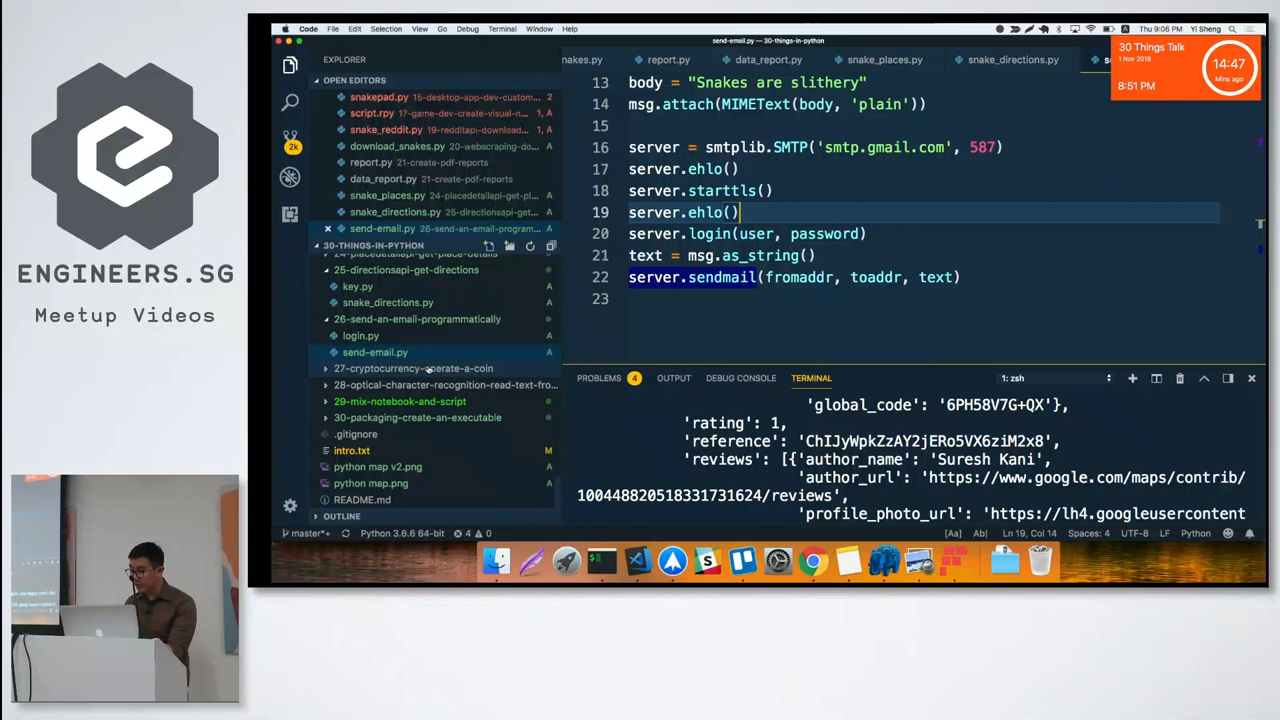 ENGINEERS.SG
Meetup Videos
Code File Edit Selection View Go Debug Terminal Window Help
Thu 9:06 PM Yi Sheng
send-email.py — 30-things-in-python
30 Things Talk
1 Nov 2018
8:51 PM
14:47
Mins ago
EXPLORER
OPEN EDITORS
snakepad.py 15-desktop-app-dev-custom... 2
script.rpy 17-game-dev-create-visual-n... 1, A
snake_reddit.py 19-redditapi-download... 1, A
download_snakes.py 20-webscraping-do... A
report.py 21-create-pdf-reports A
data_report.py 21-create-pdf-reports A
snake_places.py 24-placedetailapi-get-pl... A
snake_directions.py 25-directionsapi-get... A
send-email.py 26-send-an-email-program... A
30-THINGS-IN-PYTHON
25-directionsapi-get-directions
key.py A
snake_directions.py A
26-send-an-email-programmatically
login.py A
send-email.py A
27-cryptocurrency-operate-a-coin
28-optical-character-recognition-read-text-fro...
29-mix-notebook-and-script
30-packaging-create-an-executable
.gitignore
intro.txt M
python map v2.png A
python map.png A
README.md A
OUTLINE
2k
nakes.py report.py data_report.py snake_places.py snake_directions.py
13 body = "Snakes are slithery"
14 msg.attach(MIMEText(body, 'plain'))
15
16 server = smtplib.SMTP('smtp.gmail.com', 587)
17 server.ehlo()
18 server.starttls()
19 server.ehlo()
20 server.login(user, password)
21 text = msg.as_string()
22 server.sendmail(fromaddr, toaddr, text)
23
PROBLEMS 4 OUTPUT DEBUG CONSOLE TERMINAL 1: zsh
'global_code': '6PH58V7G+QX'},
'rating': 1,
'reference': 'ChIJyWpkZzAY2jERo5VX6ziM2x8',
'reviews': [{'author_name': 'Suresh Kani',
'author_url': 'https://www.google.com/maps/contrib/
100448820518331731624/reviews',
'profile_photo_url': 'https://lh4.googleusercontent
master*+ Python 3.6.6 64-bit 4 0 [Aa] Ab| Ln 19, Col 14 Spaces: 4 UTF-8 LF Python